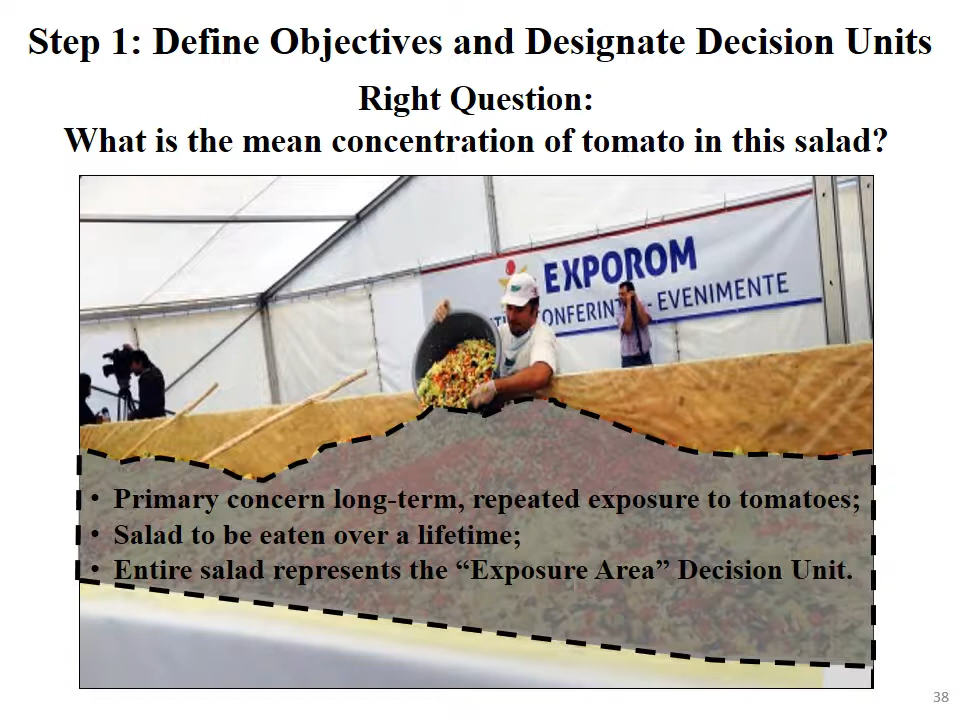 Step 1: Define Objectives and Designate Decision Units
Right Question:
What is the mean concentration of tomato in this salad?
EXPOROM
CONFERINȚ - EVENIMENTE
• Primary concern long-term, repeated exposure to tomatoes;
• Salad to be eaten over a lifetime;
• Entire salad represents the “Exposure Area” Decision Unit.
38